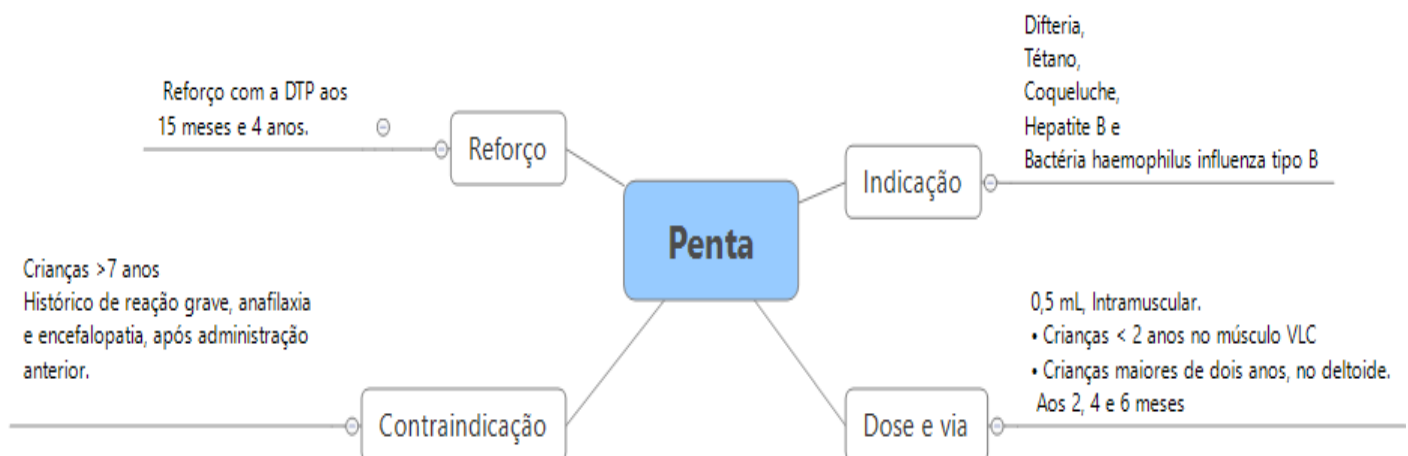 Penta
Reforço
Reforço com a DTP aos
15 meses e 4 anos.
Indicação
Difteria,
Tétano,
Coqueluche,
Hepatite B e
Bactéria haemophilus influenza tipo B
Contraindicação
Crianças >7 anos
Histórico de reação grave, anafilaxia
e encefalopatia, após administração
anterior.
Dose e via
0,5 mL, Intramuscular.
• Crianças < 2 anos no músculo VLC
• Crianças maiores de dois anos, no deltoide.
Aos 2, 4 e 6 meses